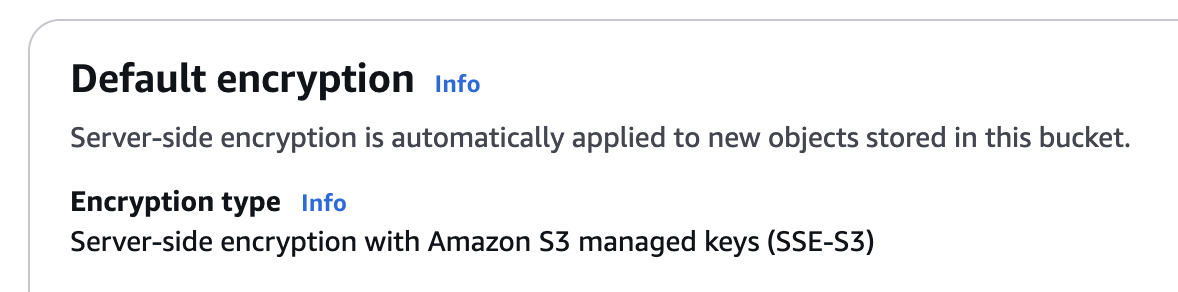 Default encryption Info
Server-side encryption is automatically applied to new objects stored in this bucket.
Encryption type Info
Server-side encryption with Amazon S3 managed keys (SSE-S3)